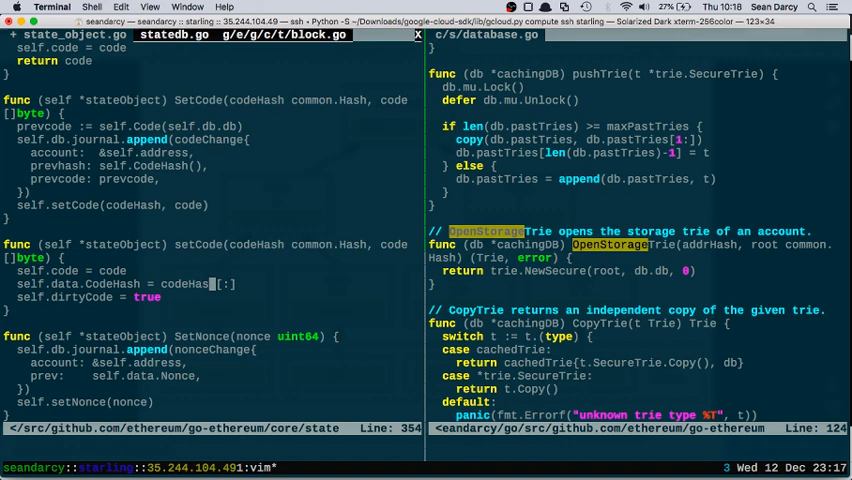 Terminal Shell Edit View Window Help 27% Thu 10:18 Sean Darcy
seandarcy — seandarcy :: starling :: 35.244.104.49 — ssh • Python -S ~/Downloads/google-cloud-sdk/lib/gcloud.py compute ssh starling — Solarized Dark xterm-256color — 123×34
+ state_object.go statedb.go g/e/g/c/t/block.go X
self.code = code
return code
}
func (self *stateObject) SetCode(codeHash common.Hash, code
[]byte) {
prevcode := self.Code(self.db.db)
self.db.journal.append(codeChange{
account: &self.address,
prevhash: self.CodeHash(),
prevcode: prevcode,
})
self.setCode(codeHash, code)
}
func (self *stateObject) setCode(codeHash common.Hash, code
[]byte) {
self.code = code
self.data.CodeHash = codeHash[:]
self.dirtyCode = true
}
func (self *stateObject) SetNonce(nonce uint64) {
self.db.journal.append(nonceChange{
account: &self.address,
prev: self.data.Nonce,
})
self.setNonce(nonce)
}
</src/github.com/ethereum/go-ethereum/core/state Line: 354
c/s/database.go
}
func (db *cachingDB) pushTrie(t *trie.SecureTrie) {
db.mu.Lock()
defer db.mu.Unlock()
if len(db.pastTries) >= maxPastTries {
copy(db.pastTries, db.pastTries[1:])
db.pastTries[len(db.pastTries)-1] = t
} else {
db.pastTries = append(db.pastTries, t)
}
}
// OpenStorageTrie opens the storage trie of an account.
func (db *cachingDB) OpenStorageTrie(addrHash, root common.
Hash) (Trie, error) {
return trie.NewSecure(root, db.db, 0)
}
// CopyTrie returns an independent copy of the given trie.
func (db *cachingDB) CopyTrie(t Trie) Trie {
switch t := t.(type) {
case cachedTrie:
return cachedTrie{t.SecureTrie.Copy(), db}
case *trie.SecureTrie:
return t.Copy()
default:
panic(fmt.Errorf("unknown trie type %T", t))
<eandarcy/go/src/github.com/ethereum/go-ethereum Line: 124
seandarcy::starling::35.244.104.491:vim* 3 Wed 12 Dec 23:17